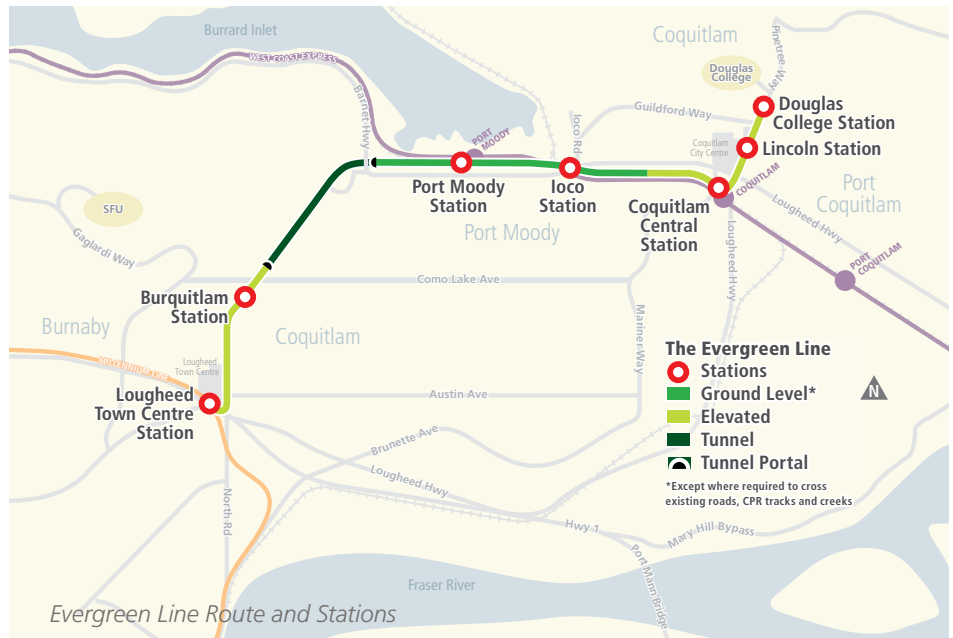 Burrard Inlet
WEST COAST EXPRESS
Barnet Hwy
Coquitlam
Pinetree Way
Douglas
College
Guildford Way
Ioco Rd
PORT
MOODY
Douglas
College Station
Coquitlam
City Centre
Lincoln Station
Port Moody
Station
Ioco
Station
Coquitlam
Central
Station
COQUITLAM
Port
Coquitlam
Lougheed Hwy
Port Moody
SFU
Gaglardi Way
Lougheed Hwy
PORT
COQUITLAM
Como Lake Ave
Burquitlam
Station
Burnaby
Coquitlam
Mariner Way
MILLENNIUM LINE
Lougheed
Town Centre
Lougheed
Town Centre
Station
Austin Ave
Brunette Ave
Lougheed Hwy
North Rd
Hwy 1
Mary Hill Bypass
Port Mann Bridge
Fraser River
The Evergreen Line
Stations
Ground Level*
Elevated
Tunnel
Tunnel Portal
*Except where required to cross
existing roads, CPR tracks and creeks
N
Evergreen Line Route and Stations